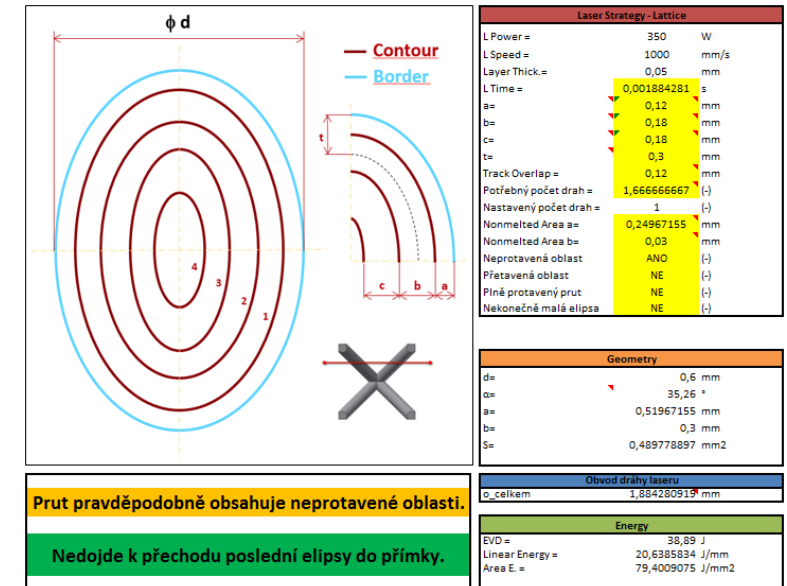 ϕ d
Contour
Border
t
4
3
2
1
c b a
Prut pravděpodobně obsahuje neprotavené oblasti.
Nedojde k přechodu poslední elipsy do přímky.
Laser Strategy - Lattice
L Power = 350 W
L Speed = 1000 mm/s
Layer Thick.= 0,05 mm
L Time = 0,001884281 s
a= 0,12 mm
b= 0,18 mm
c= 0,18 mm
t= 0,3 mm
Track Overlap = 0,12 mm
Potřebný počet drah = 1,666666667 (-)
Nastavený počet drah = 1 (-)
Nonmelted Area a= 0,24967155 mm
Nonmelted Area b= 0,03 mm
Neprotavená oblast ANO (-)
Přetavená oblast NE (-)
Plně protavený prut NE (-)
Nekonečně malá elipsa NE (-)
Geometry
d= 0,6 mm
α= 35,26 °
a= 0,51967155 mm
b= 0,3 mm
S= 0,489778897 mm2
Obvod dráhy laseru
o_celkem 1,884280919 mm
Energy
EVD = 38,89 J
Linear Energy = 20,6385834 J/mm
Area E. = 79,4009075 J/mm2